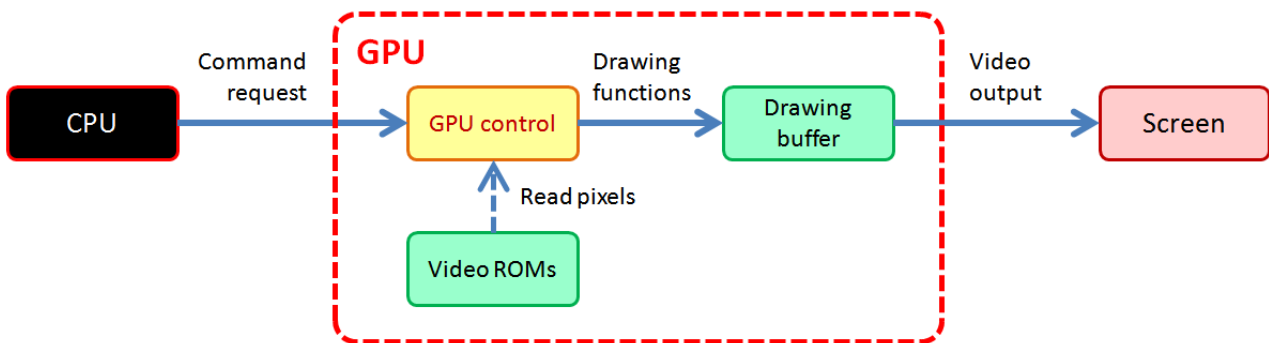 GPU
Command
request
Drawing
functions
Video
output
CPU
GPU control
Drawing
buffer
Screen
Read pixels
Video ROMs